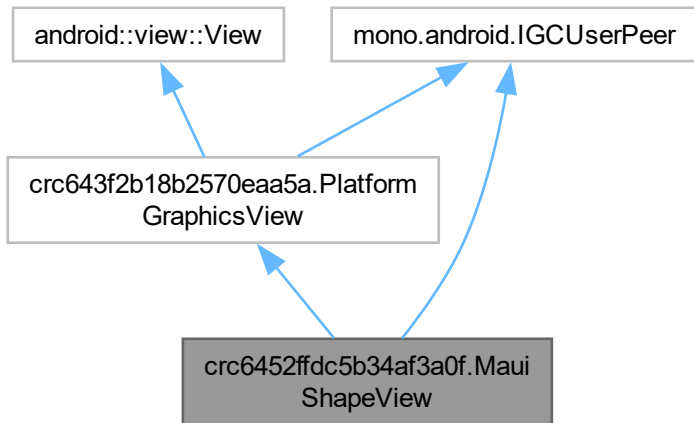 android::view::View
mono.android.IGCUserPeer
crc643f2b18b2570eaa5a.Platform
GraphicsView
crc6452ffdc5b34af3a0f.Maui
ShapeView